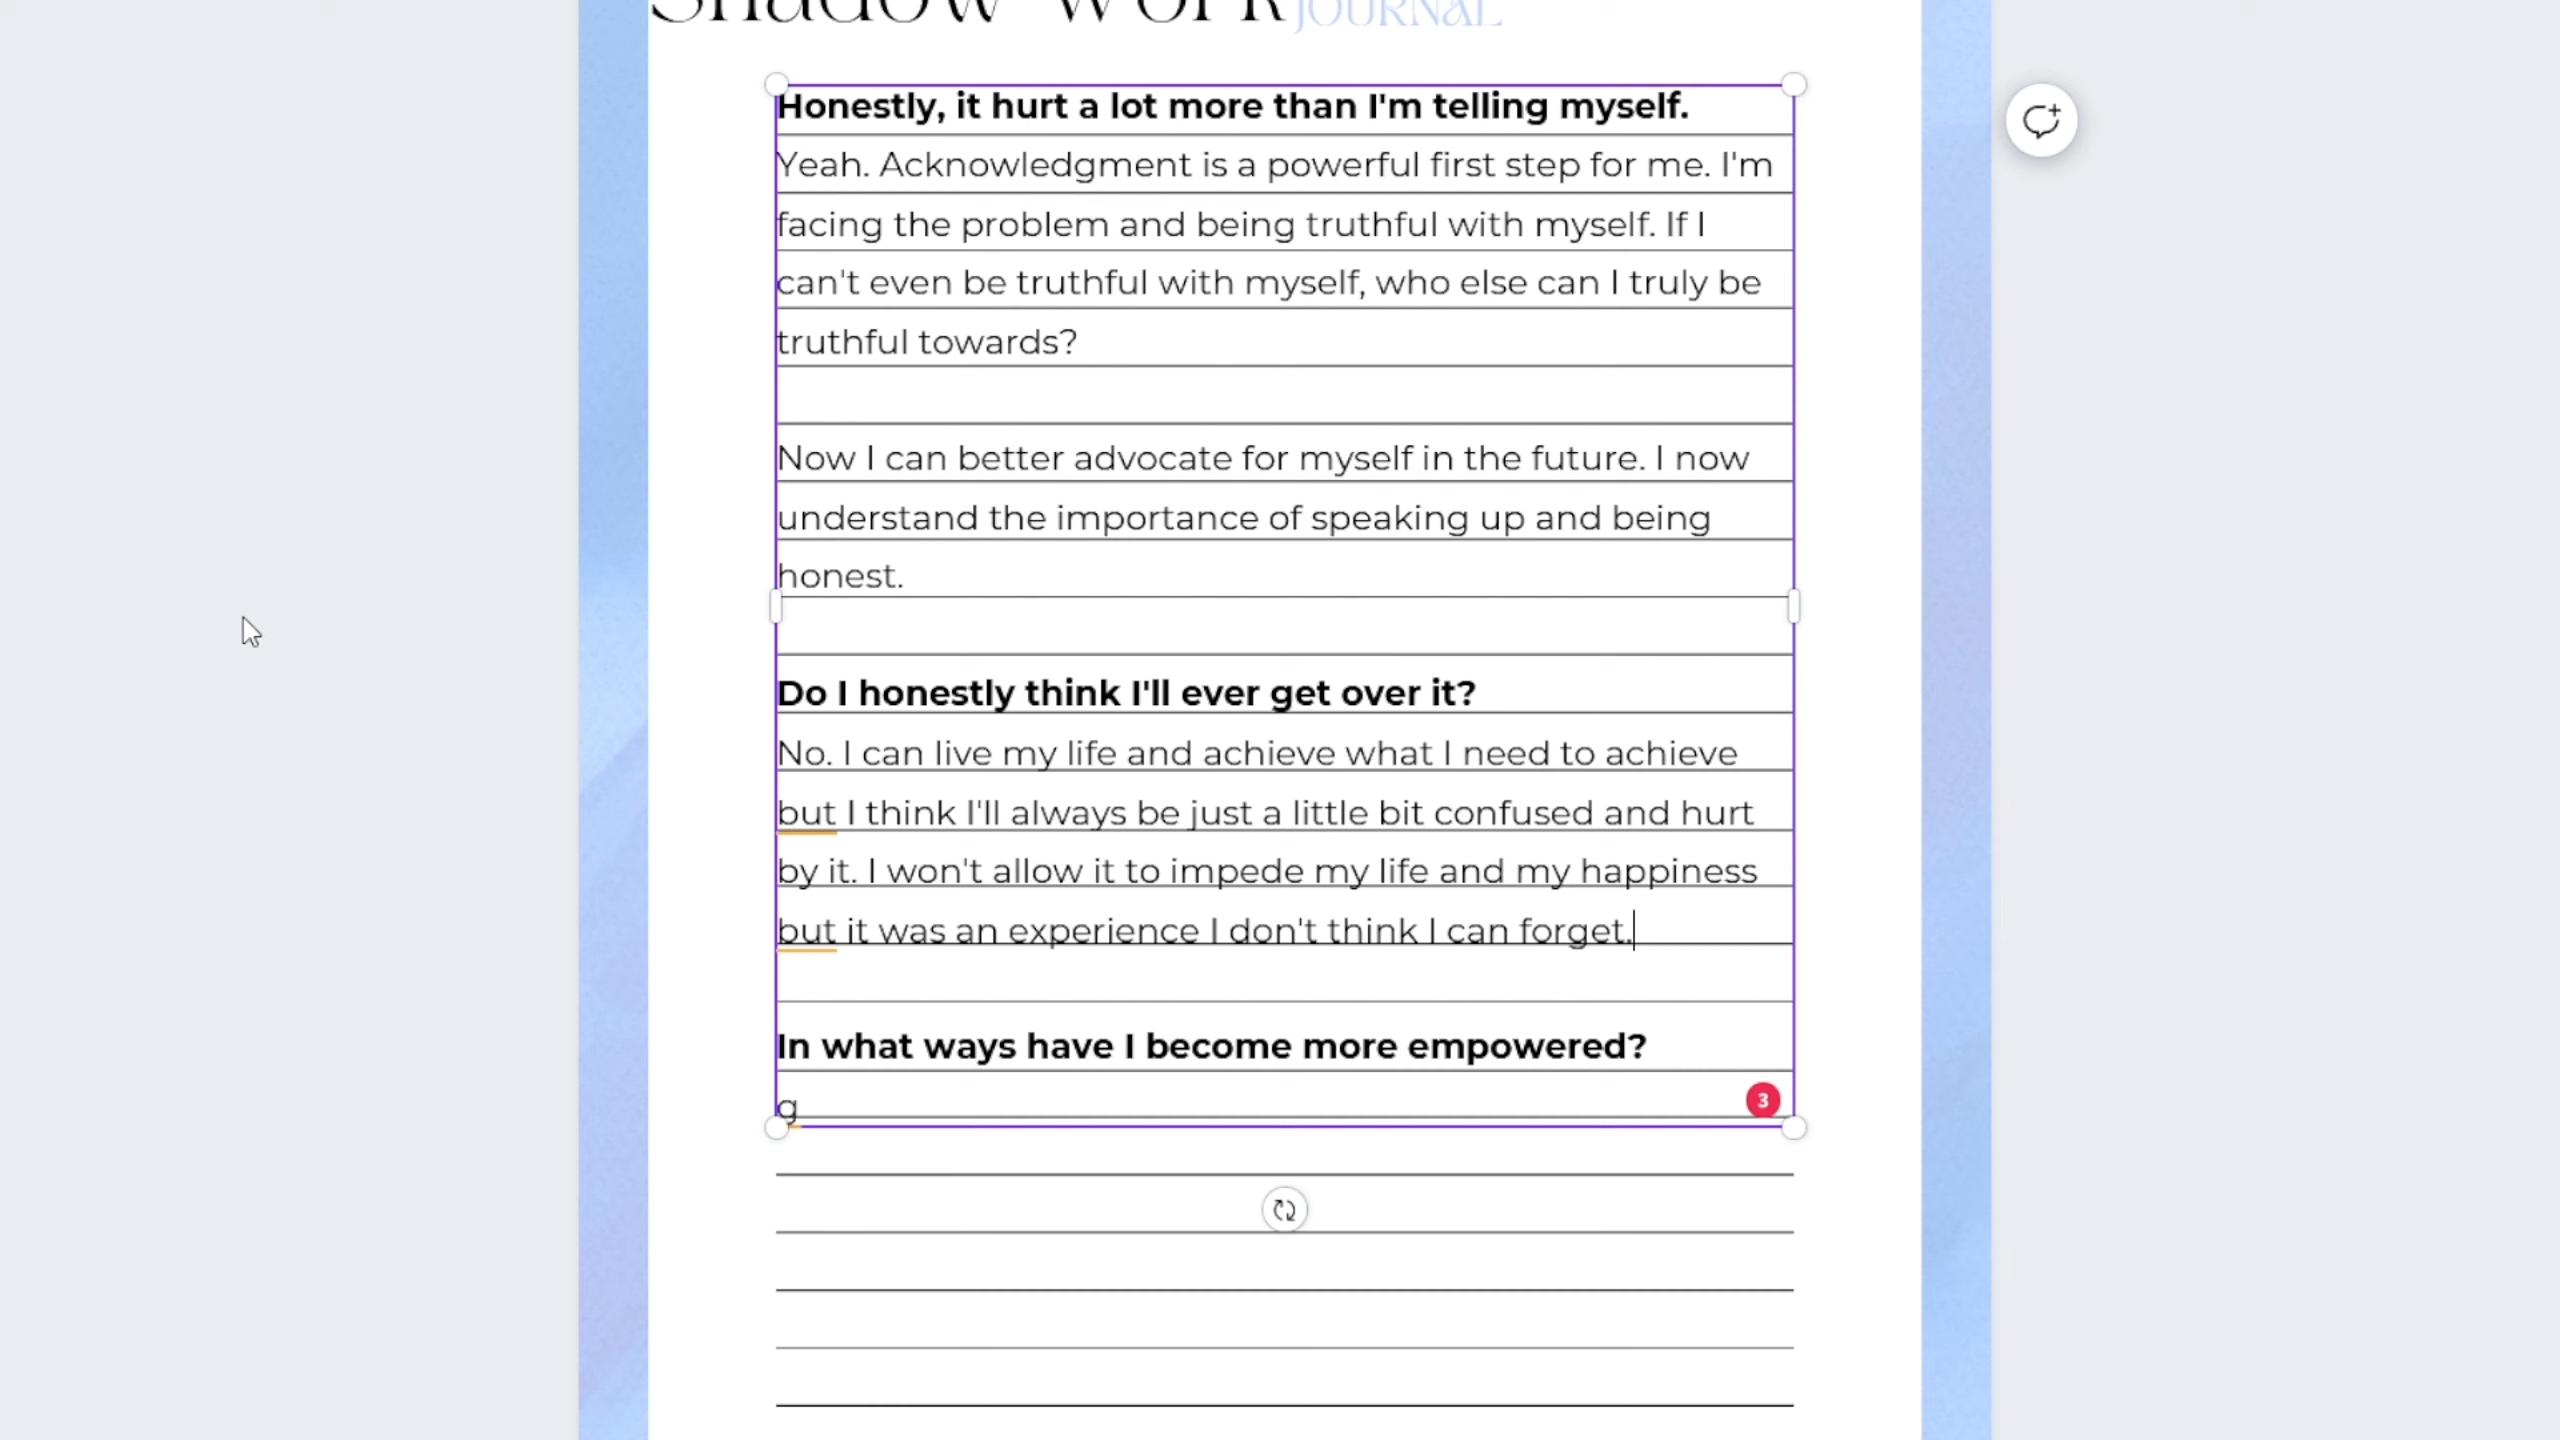 Shadow Work JOURNAL
Honestly, it hurt a lot more than I'm telling myself.
Yeah. Acknowledgment is a powerful first step for me. I'm
facing the problem and being truthful with myself. If I
can't even be truthful with myself, who else can I truly be
truthful towards?
Now I can better advocate for myself in the future. I now
understand the importance of speaking up and being
honest.
Do I honestly think I'll ever get over it?
No. I can live my life and achieve what I need to achieve
but I think I'll always be just a little bit confused and hurt
by it. I won't allow it to impede my life and my happiness
but it was an experience I don't think I can forget.
In what ways have I become more empowered?
g
3